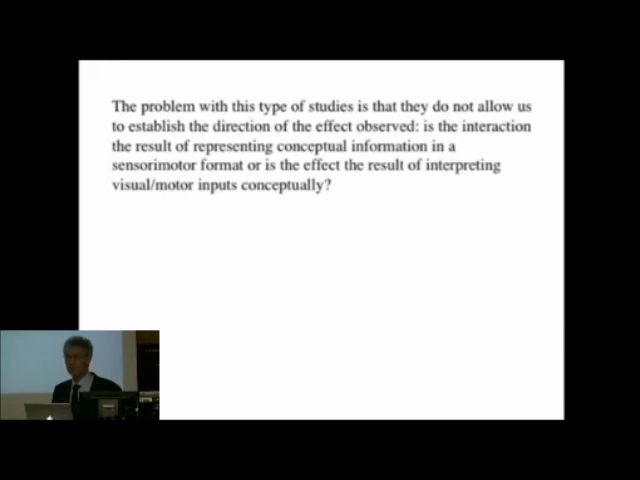 The problem with this type of studies is that they do not allow us
to establish the direction of the effect observed: is the interaction
the result of representing conceptual information in a
sensorimotor format or is the effect the result of interpreting
visual/motor inputs conceptually?